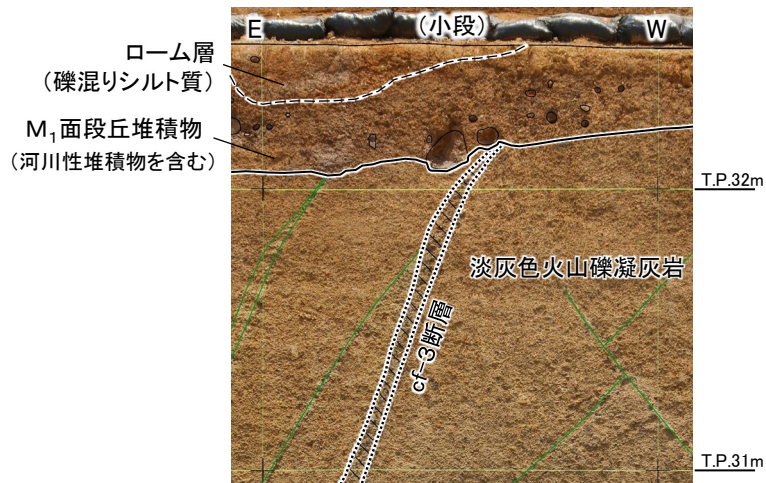 E
(小段)
W
ローム層
(礫混りシルト質)
M₁面段丘堆積物
(河川性堆積物を含む)
T.P.32m
淡灰色火山礫凝灰岩
cf-3断層
T.P.31m